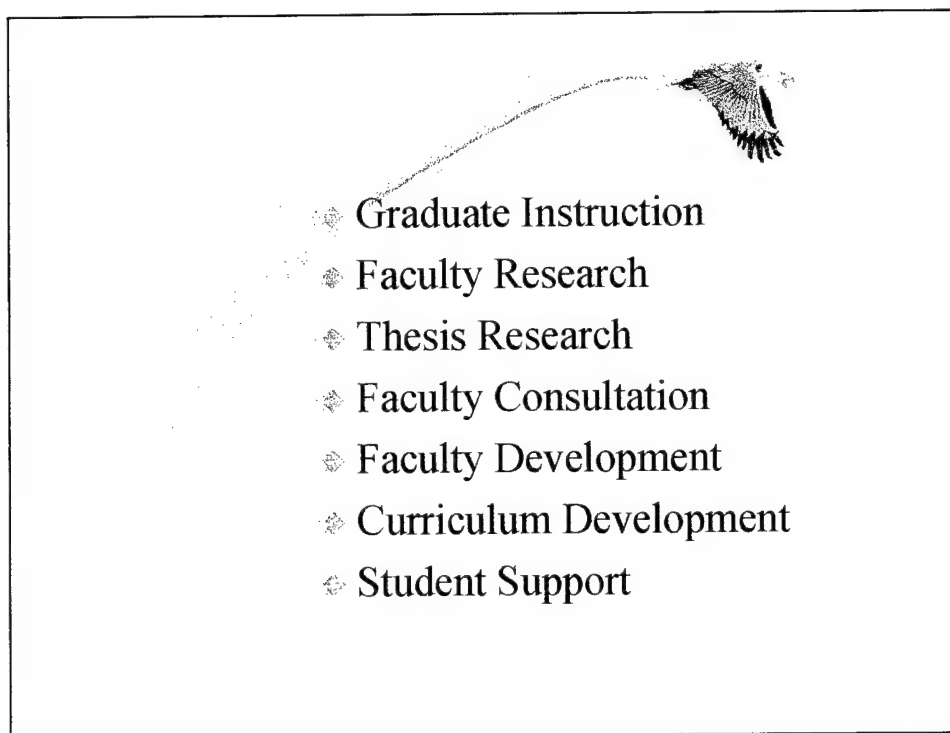 Graduate Instruction
Faculty Research
Thesis Research
Faculty Consultation
Faculty Development
Curriculum Development
Student Support